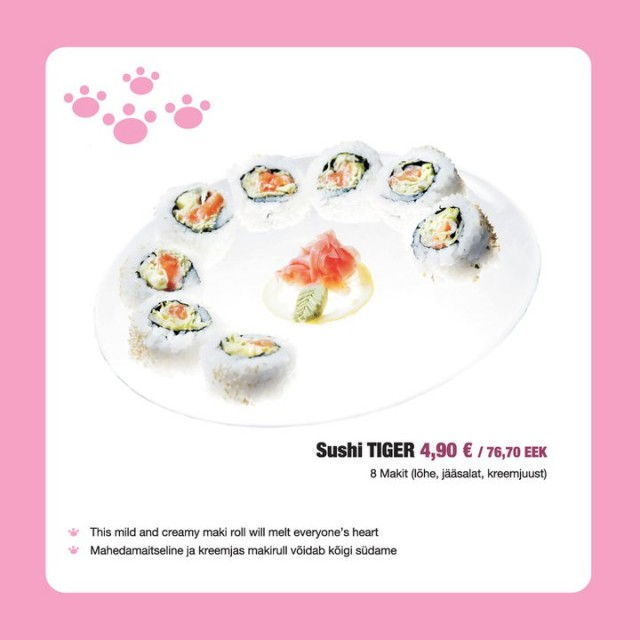 Sushi TIGER 4,90 € / 76,70 EEK
8 Makit (lõhe, jääsalat, kreemjuust)
This mild and creamy maki roll will melt everyone's heart
Mahedamaitseline ja kreemjas makirull võidab kõigi südame